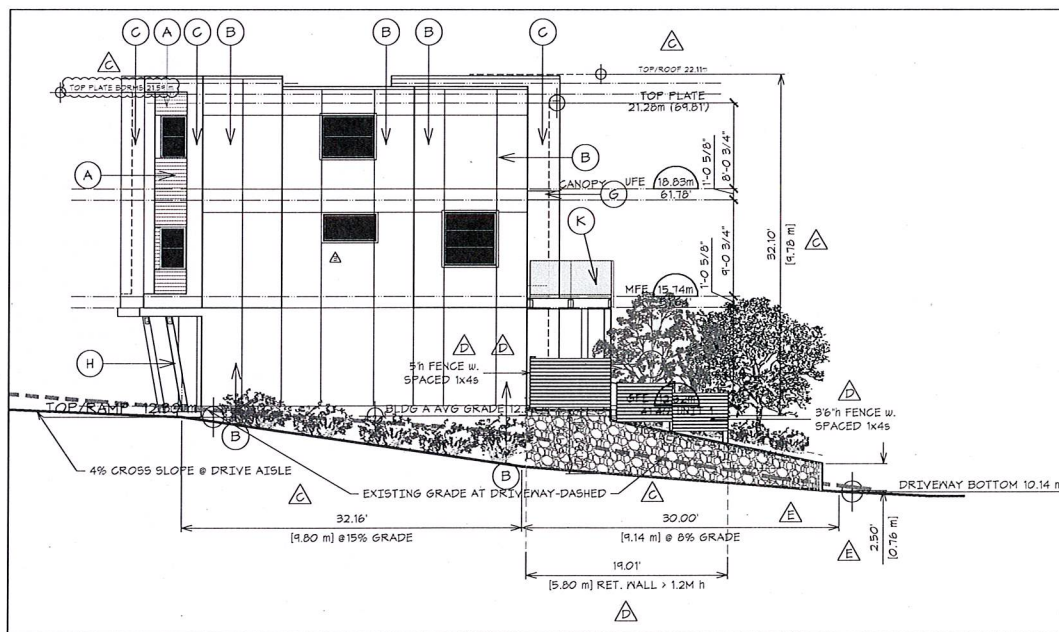 C
A
C
B
B
B
C
C
C
TOP/ROOF 22.11m
TOP PLATE
TOP PLATE
21.28m (69.81')
1'-0 5/8"
8'-0 3/4"
B
A
CANOPY
UFE
18.83m
61.78'
G
K
32.10'
[9.78 m]
C
1'-0 5/8"
9'-0 3/4"
MFE
15.74m
H
D
D
5'h FENCE w.
SPACED 1x4s
D
3'6"h FENCE w.
SPACED 1x4s
TOP/RAMP
BLDG A AVG GRADE
B
B
4% CROSS SLOPE @ DRIVE AISLE
C
EXISTING GRADE AT DRIVEWAY-DASHED
C
E
DRIVEWAY BOTTOM 10.14 m
32.16'
[9.80 m] @15% GRADE
30.00'
[9.14 m] @ 8% GRADE
E
2.50'
[0.76 m]
19.01'
[5.80 m] RET. WALL > 1.2M h
D